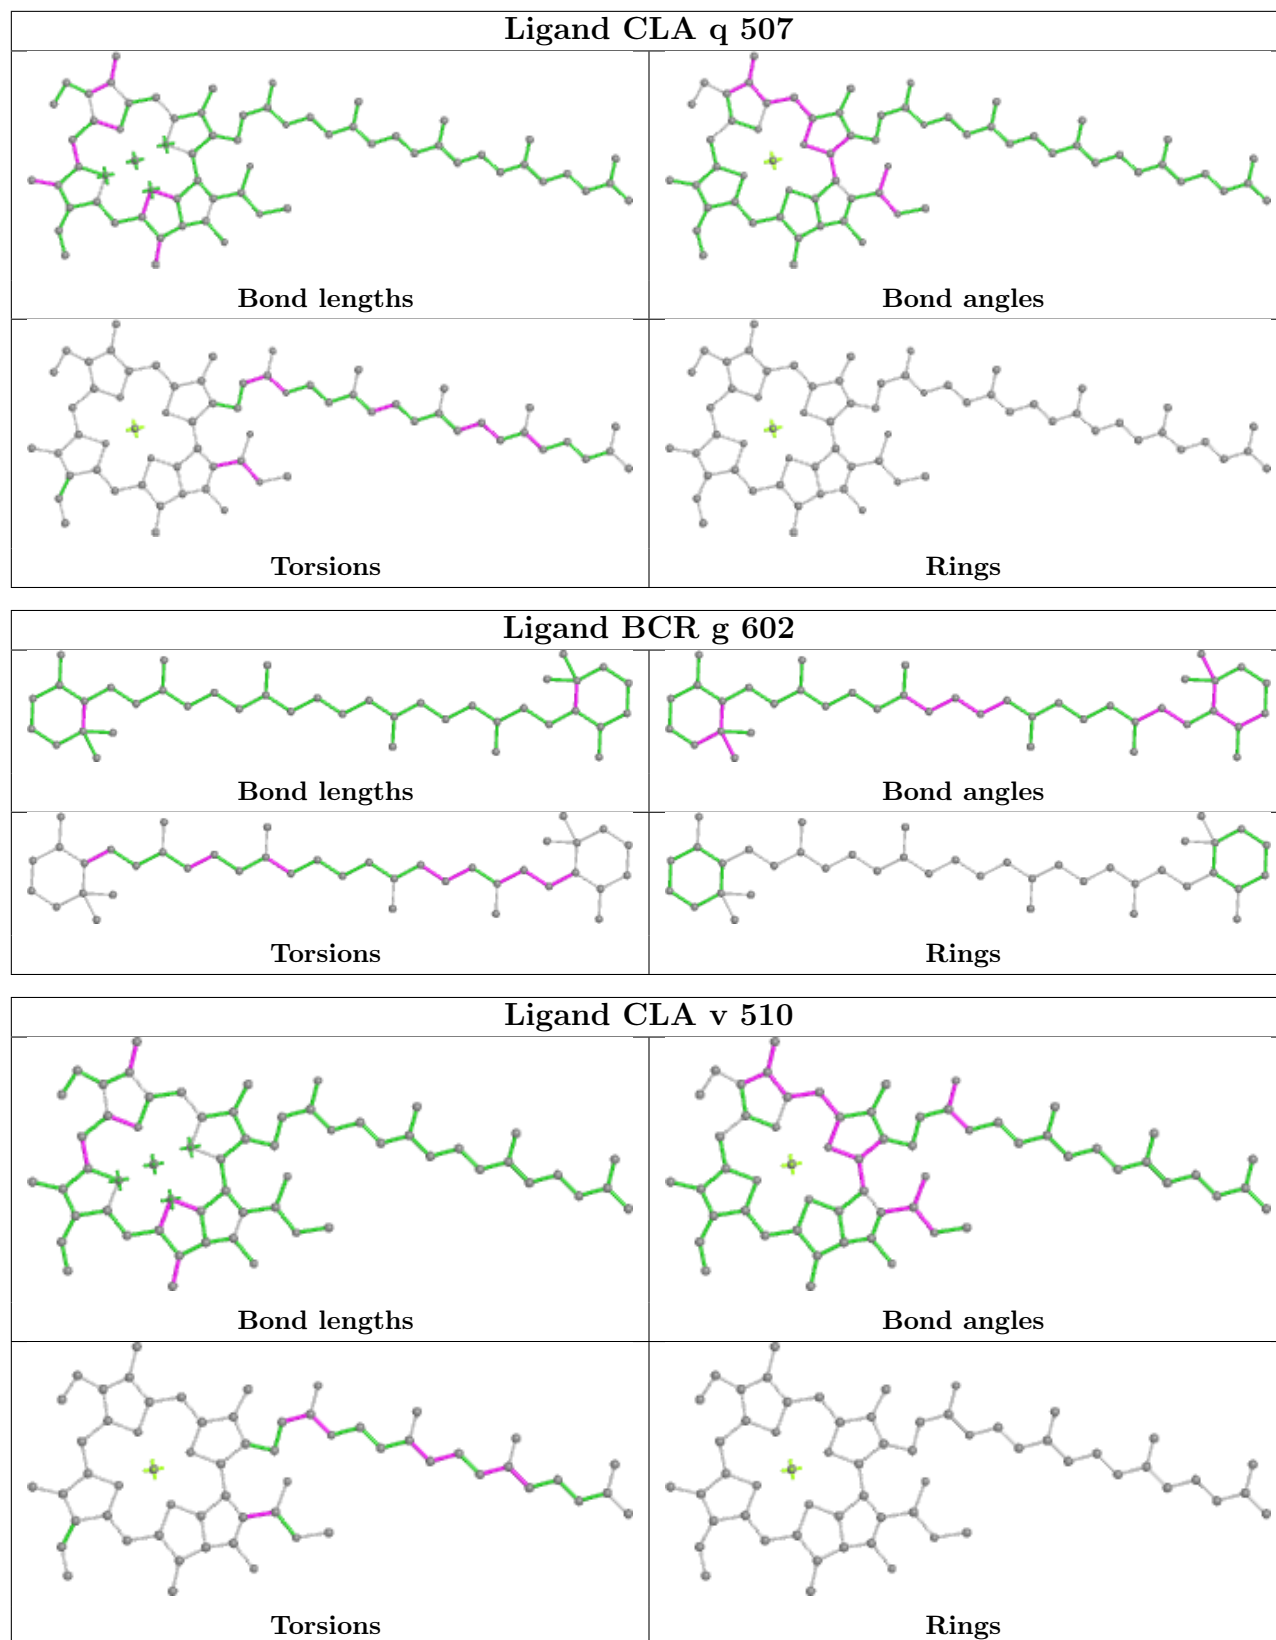 Ligand CLA q 507
Bond lengths
Bond angles
Torsions
Rings
Ligand BCR g 602
Bond lengths
Bond angles
Torsions
Rings
Ligand CLA v 510
Bond lengths
Bond angles
Torsions
Rings